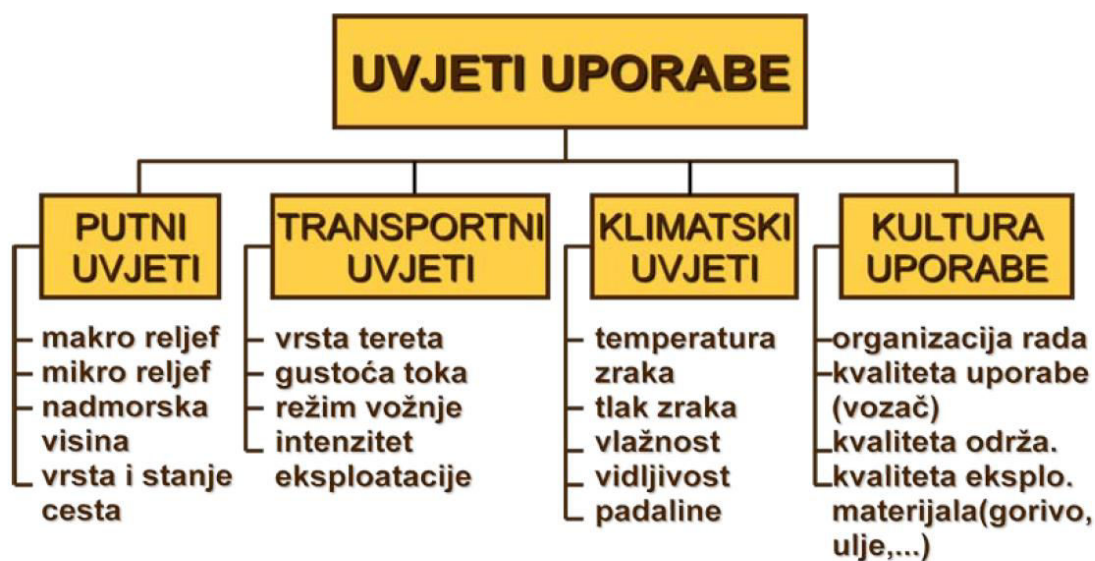 UVJETI UPORABE
PUTNI
UVJETI
makro reljef
mikro reljef
nadmorska
visina
vrsta i stanje
cesta
TRANSPORTNI
UVJETI
vrsta tereta
gustoća toka
režim vožnje
intenzitet
eksploatacije
KLIMATSKI
UVJETI
temperatura
zraka
tlak zraka
vlažnost
vidljivost
padaline
KULTURA
UPORABE
organizacija rada
kvaliteta uporabe
(vozač)
kvaliteta održa.
kvaliteta eksplo.
materijala(gorivo,
ulje,...)